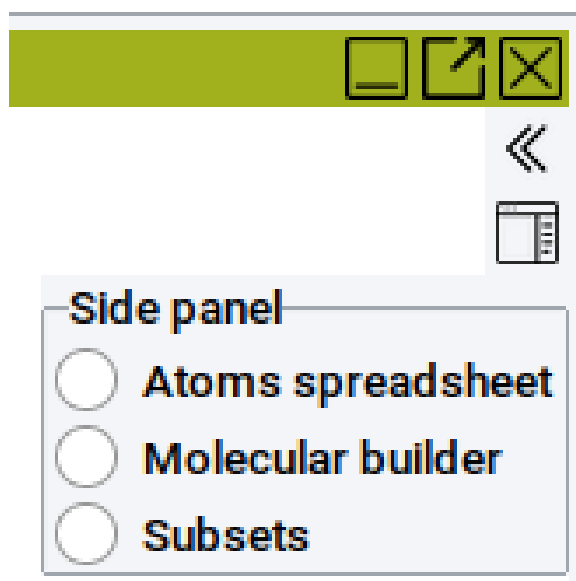 Side panel
Atoms spreadsheet
Molecular builder
Subsets